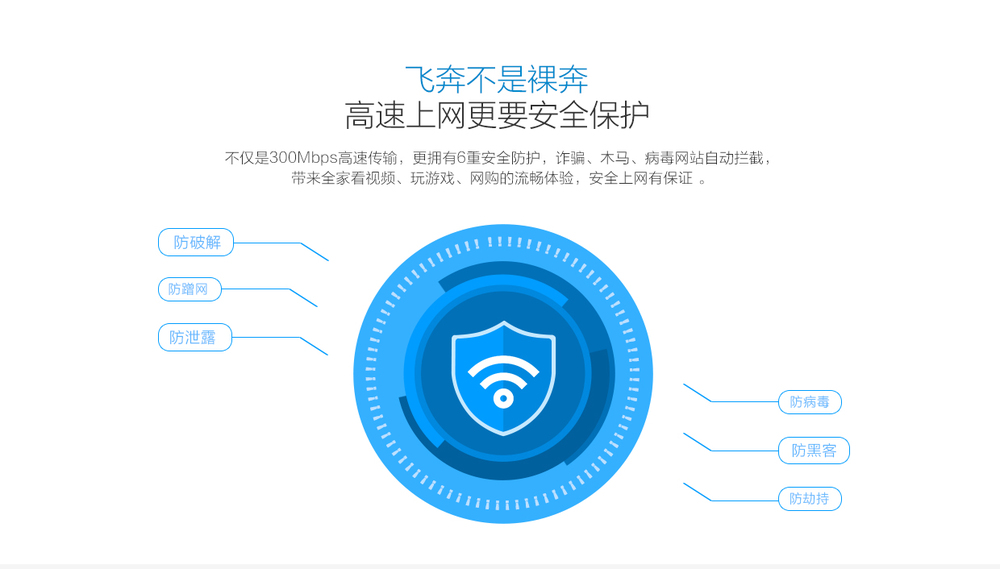 飞奔不是裸奔
高速上网更要安全保护
不仅是300Mbps高速传输，更拥有6重安全防护，诈骗、木马、病毒网站自动拦截，
带来全家看视频、玩游戏、网购的流畅体验，安全上网有保证 。
防破解
防蹭网
防泄露
防病毒
防黑客
防劫持